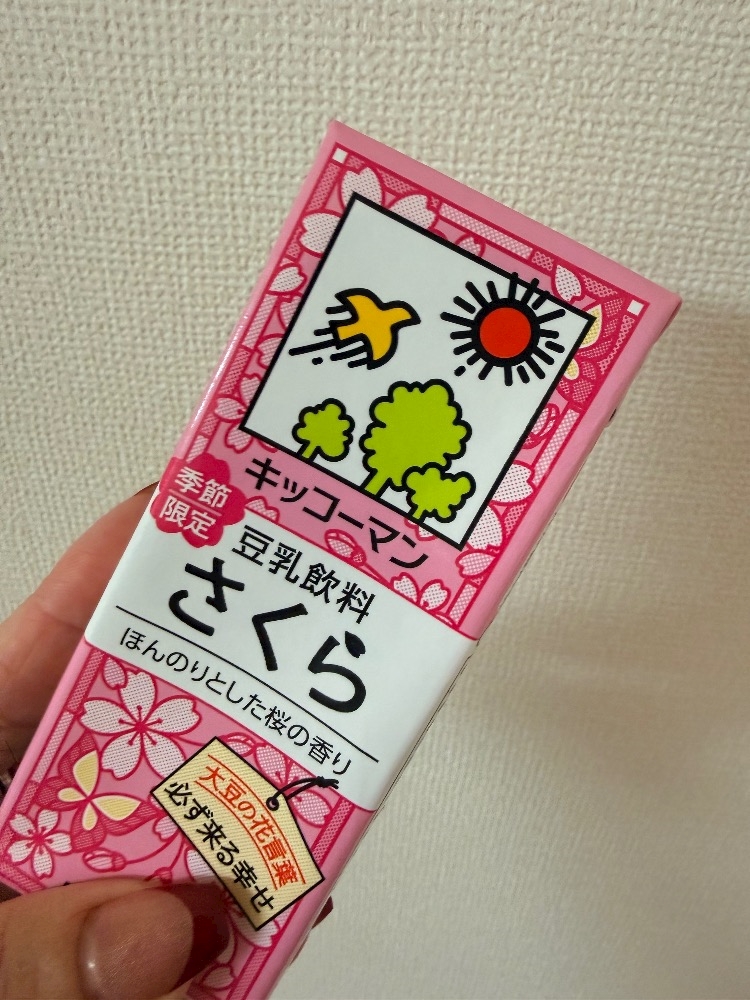 キッコーマン
季節
限定
豆乳飲料
さくら
ほんのりとした桜の香り
大豆の花言葉
必ず来る幸せ